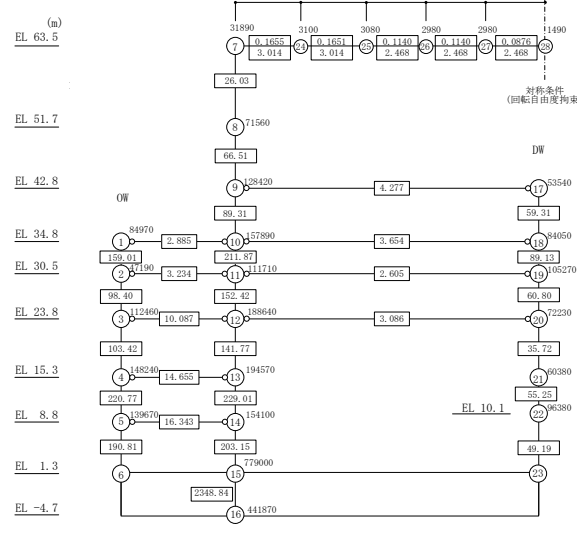 (m)
31890 3100 3080 2980 2980 1490
EL 63.5 7 0.1655 24 0.1651 25 0.1140 26 0.1140 27 0.0876 28
3.014 3.014 2.468 2.468 2.468
26.03
対称条件
(回転自由度拘束
EL 51.7 8 71560
66.51
DW
EL 42.8 9 128420 4.277 17 53540
OW
89.31 59.31
EL 34.8 1 84970 2.885 10 157890 3.654 18 84050
159.01 211.87 89.13
EL 30.5 2 47190 3.234 11 111710 2.605 19 105270
98.40 152.42 60.80
EL 23.8 3 112460 10.087 12 188640 3.086 20 72230
103.42 141.77 35.72
EL 15.3 4 148240 14.655 13 194570 21 60380
220.77 229.01 55.25
EL 10.1 22 96380
EL 8.8 5 139670 16.343 14 154100
190.81 203.15 49.19
EL 1.3 6 15 779000 23
2348.84
EL -4.7 16 441870